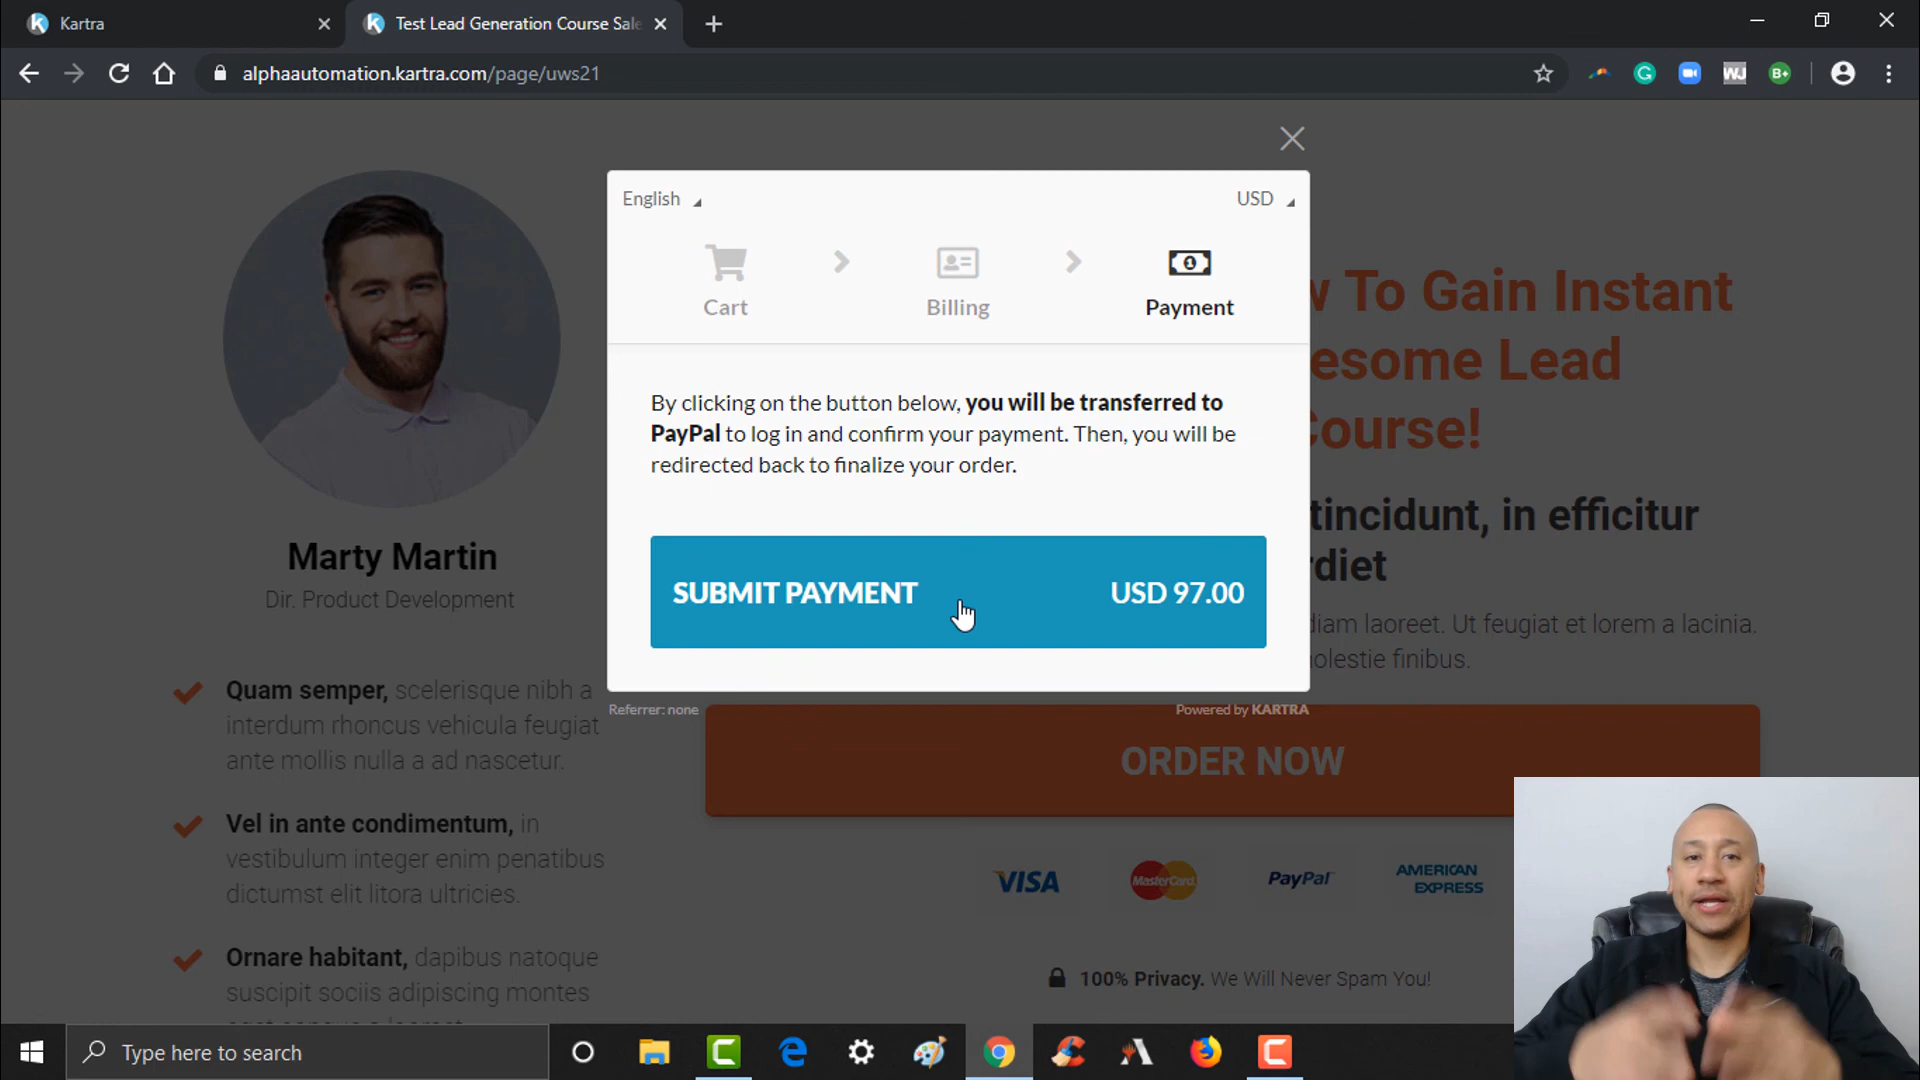 Kartra
Test Lead Generation Course Sale
alphaautomation.kartra.com/page/uws21
WJ
B+
English
USD
Cart
Billing
Payment
By clicking on the button below, you will be transferred to
PayPal to log in and confirm your payment. Then, you will be
redirected back to finalize your order.
SUBMIT PAYMENT USD 97.00
Referrer: none
Powered by KARTRA
Marty Martin
Dir. Product Development
Quam semper, scelerisque nibh a
interdum rhoncus vehicula feugiat
ante mollis nulla a ad nascetur.
Vel in ante condimentum, in
vestibulum integer enim penatibus
dictumst elit litora ultricies.
Ornare habitant, dapibus natoque
suscipit sociis adipiscing montes
w To Gain Instant
esome Lead
Course!
tincidunt, in efficitur
rdiet
diam laoreet. Ut feugiat et lorem a lacinia.
olestie finibus.
ORDER NOW
VISA
MasterCard
PayPal
AMERICAN
EXPRESS
100% Privacy. We Will Never Spam You!
Type here to search